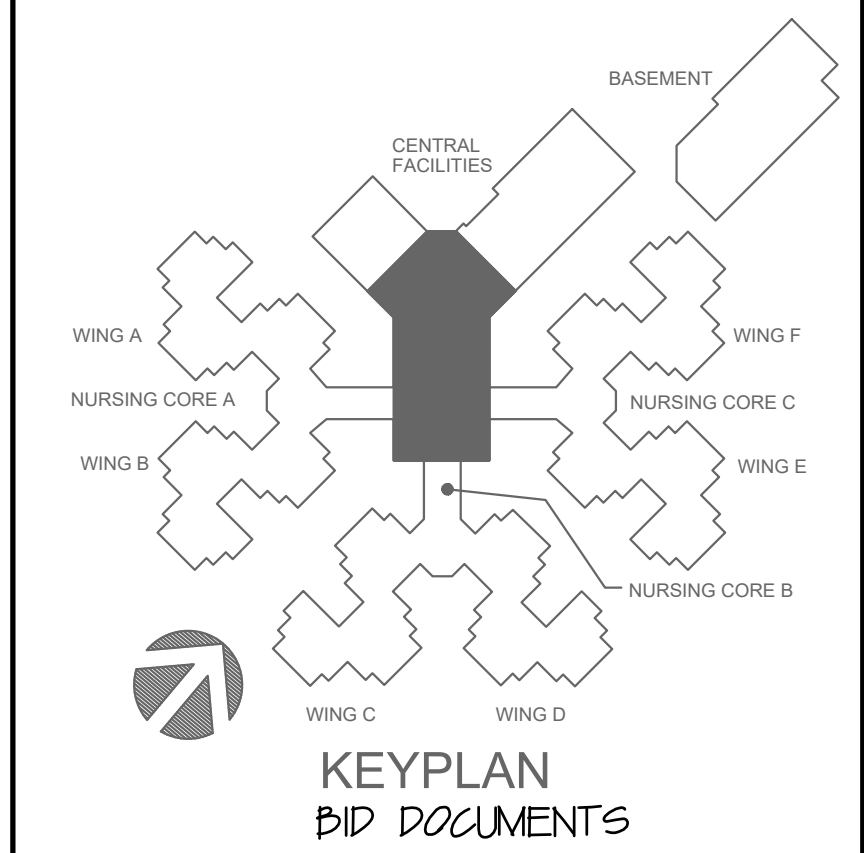 BASEMENT
CENTRAL
FACILITIES
WING A
WING F
NURSING CORE A
NURSING CORE C
WING B
WING E
NURSING CORE B
WING C
WING D
KEYPLAN
BID DOCUMENTS